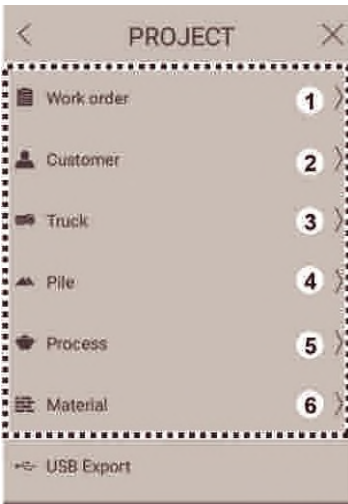 PROJECT
Work order 1
Customer 2
Truck 3
Pile 4
Process 5
Material 6
USB Export